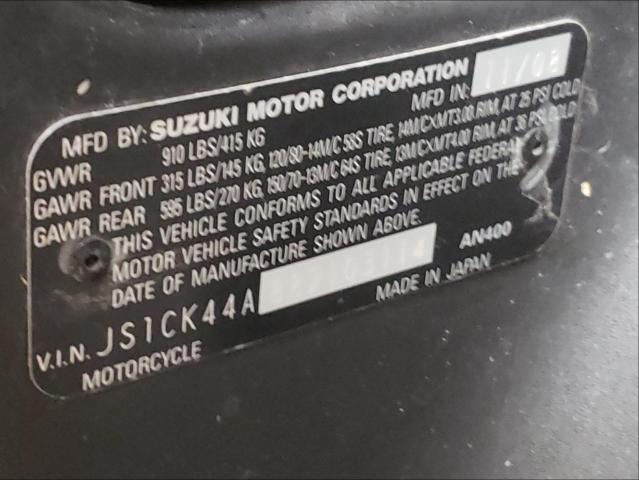 MFD BY: SUZUKI MOTOR CORPORATION
MFD IN: 11/08
GVWR 910 LBS/415 KG
GAWR FRONT 315 LBS/145 KG, 120/80-14M/C 58S TIRE, 14M/CXMT3.00 RIM, AT 25 PSI COLD
GAWR REAR 595 LBS/270 KG, 150/70-13M/C 64S TIRE, 13M/CXMT4.00 RIM, AT 36 PSI COLD
THIS VEHICLE CONFORMS TO ALL APPLICABLE FEDERAL
MOTOR VEHICLE SAFETY STANDARDS IN EFFECT ON THE
DATE OF MANUFACTURE SHOWN ABOVE.
AN400
V.I.N. JS1CK44A
MADE IN JAPAN
MOTORCYCLE